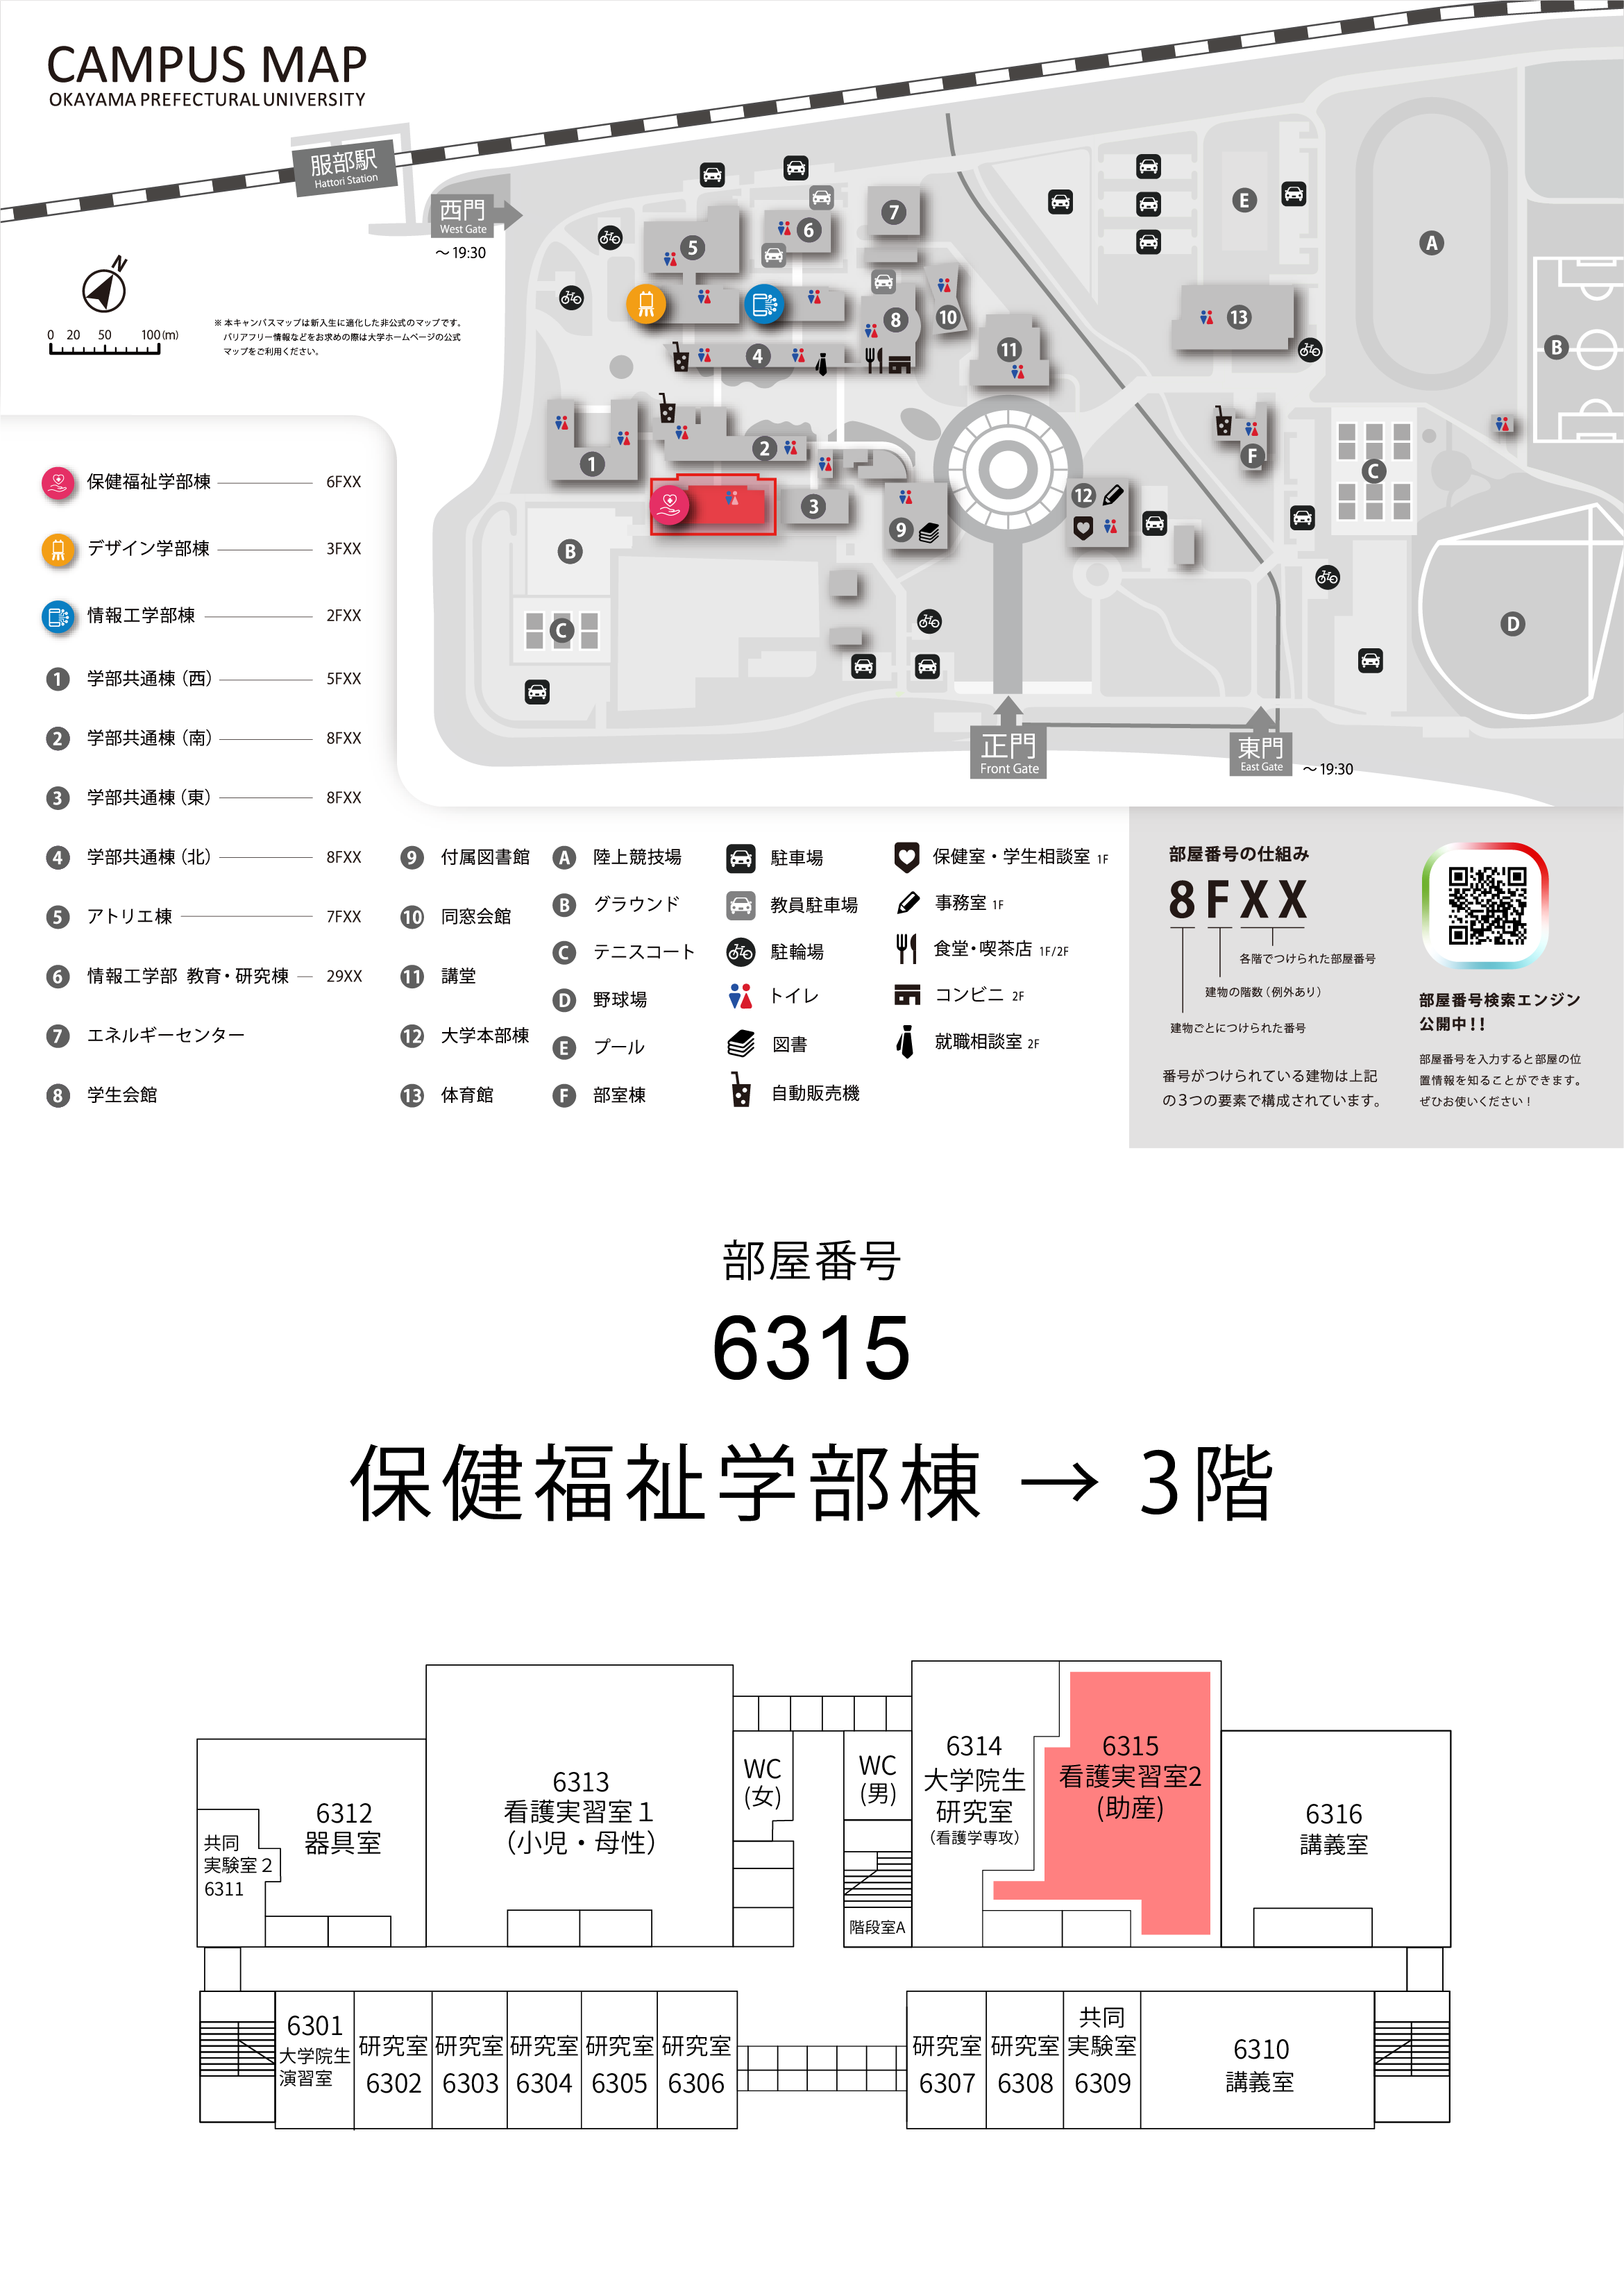 CAMPUS MAP
OKAYAMA PREFECTURAL UNIVERSITY
服部駅
Hattori Station
西門
West Gate
～19:30
N
0 20 50 100(m)
※ 本キャンパスマップは新入生に適化した非公式のマップです。
バリアフリー情報などをお求めの際は大学ホームページの公式
マップをご利用ください。
5
6
7
8
10
4
11
13
E
A
B
1
2
3
9
12
F
C
B
C
D
正門
Front Gate
東門
East Gate
～19:30
保健福祉学部棟 6FXX
デザイン学部棟 3FXX
情報工学部棟 2FXX
1 学部共通棟（西） 5FXX
2 学部共通棟（南） 8FXX
3 学部共通棟（東） 8FXX
4 学部共通棟（北） 8FXX
5 アトリエ棟 7FXX
6 情報工学部 教育・研究棟 29XX
7 エネルギーセンター
8 学生会館
9 付属図書館
10 同窓会館
11 講堂
12 大学本部棟
13 体育館
A 陸上競技場
B グラウンド
C テニスコート
D 野球場
E プール
F 部室棟
駐車場
教員駐車場
駐輪場
トイレ
図書
自動販売機
保健室・学生相談室 1F
事務室 1F
食堂・喫茶店 1F/2F
コンビニ 2F
就職相談室 2F
部屋番号の仕組み
8FXX
各階でつけられた部屋番号
建物の階数（例外あり）
建物ごとにつけられた番号
番号がつけられている建物は上記
の３つの要素で構成されています。
部屋番号検索エンジン
公開中！！
部屋番号を入力すると部屋の位
置情報を知ることができます。
ぜひお使いください！
部屋番号
6315
保健福祉学部棟 → 3階
共同
実験室２
6311
6312
器具室
6313
看護実習室１
（小児・母性）
WC
(女)
WC
(男)
階段室A
6314
大学院生
研究室
（看護学専攻）
6315
看護実習室2
(助産)
6316
講義室
6301
大学院生
演習室
研究室
6302
研究室
6303
研究室
6304
研究室
6305
研究室
6306
研究室
6307
研究室
6308
共同
実験室
6309
6310
講義室